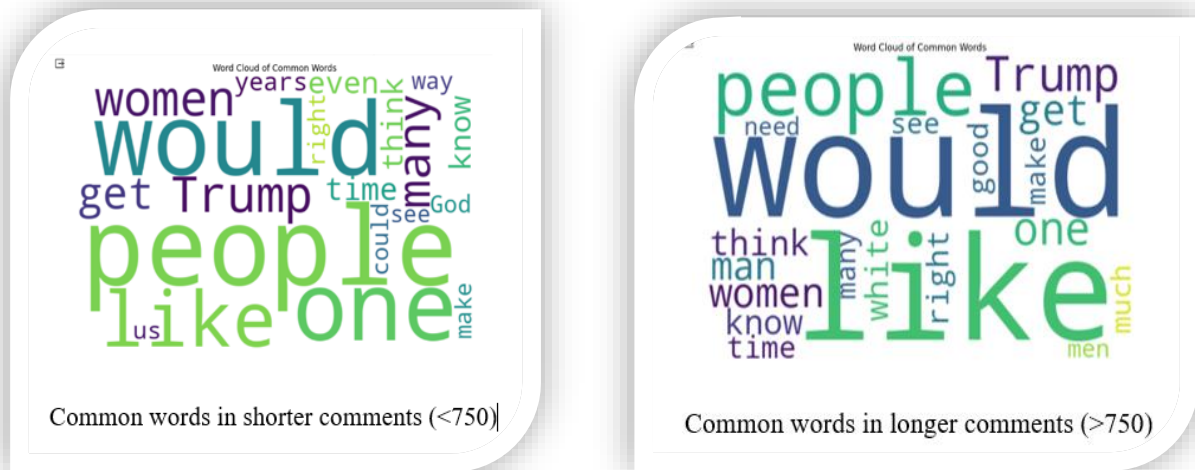 Word Cloud of Common Words
years even way
women right think many know
would
get Trump time God
could see
people
like one make
us
Common words in shorter comments (<750)
Word Cloud of Common Words
people Trump
need see good get
would make
think many white right one
man like
women much
know
time men
Common words in longer comments (>750)